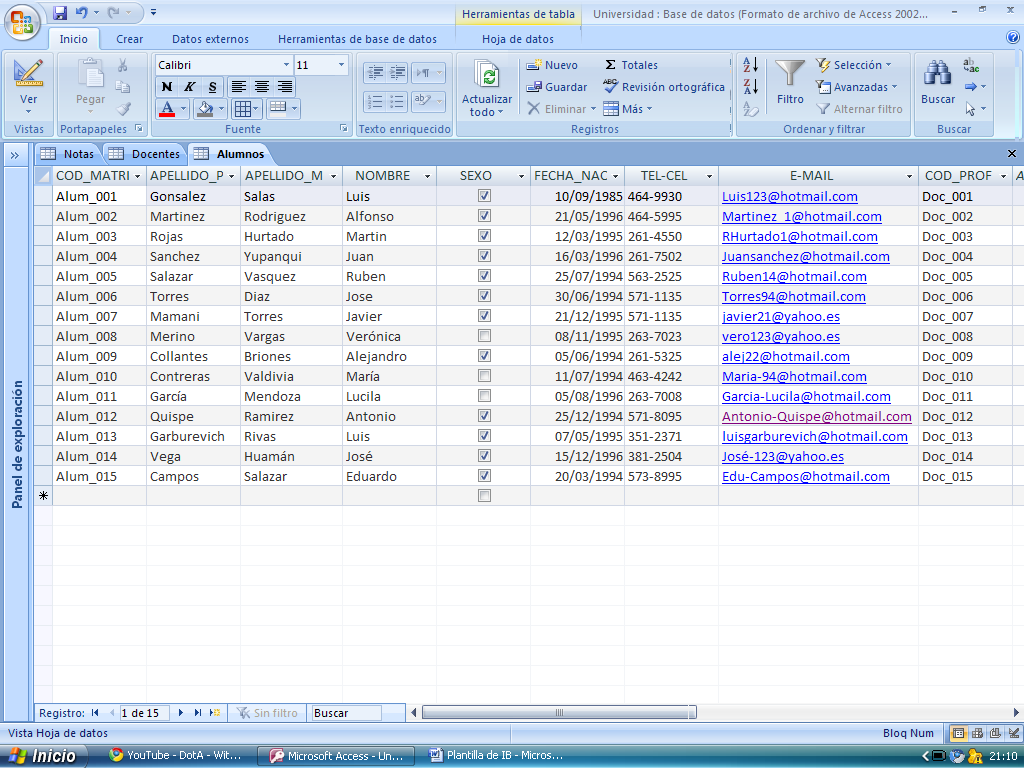 Herramientas de tabla Universidad : Base de datos (Formato de archivo de Access 2002...
Inicio Crear Datos externos Herramientas de base de datos Hoja de datos
Ver
Vistas
Pegar
Portapapeles
Calibri 11
N K S
A
Fuente
Texto enriquecido
Actualizar todo
Nuevo
Guardar
Eliminar
Σ Totales
Revisión ortográfica
Más
Registros
Filtro
Selección
Avanzadas
Alternar filtro
Ordenar y filtrar
Buscar
Buscar
Notas Docentes Alumnos
Panel de exploración
COD_MATRI APELLIDO_P APELLIDO_M NOMBRE SEXO FECHA_NAC TEL-CEL E-MAIL COD_PROF A
Alum_001 Gonsalez Salas Luis 10/09/1985 464-9930 Luis123@hotmail.com Doc_001
Alum_002 Martinez Rodriguez Alfonso 21/05/1996 464-5995 Martinez_1@hotmail.com Doc_002
Alum_003 Rojas Hurtado Martin 12/03/1995 261-4550 RHurtado1@hotmail.com Doc_003
Alum_004 Sanchez Yupanqui Juan 16/03/1996 261-7502 Juansanchez@hotmail.com Doc_004
Alum_005 Salazar Vasquez Ruben 25/07/1994 563-2525 Ruben14@hotmail.com Doc_005
Alum_006 Torres Diaz Jose 30/06/1994 571-1135 Torres94@hotmail.com Doc_006
Alum_007 Mamani Torres Javier 21/12/1995 571-1135 javier21@yahoo.es Doc_007
Alum_008 Merino Vargas Verónica 08/11/1995 263-7023 vero123@yahoo.es Doc_008
Alum_009 Collantes Briones Alejandro 05/06/1994 261-5325 alej22@hotmail.com Doc_009
Alum_010 Contreras Valdivia María 11/07/1994 463-4242 Maria-94@hotmail.com Doc_010
Alum_011 García Mendoza Lucila 05/08/1996 263-7008 Garcia-Lucila@hotmail.com Doc_011
Alum_012 Quispe Ramirez Antonio 25/12/1994 571-8095 Antonio-Quispe@hotmail.com Doc_012
Alum_013 Garburevich Rivas Luis 07/05/1995 351-2371 luisgarburevich@hotmail.com Doc_013
Alum_014 Vega Huamán José 15/12/1996 381-2504 José-123@yahoo.es Doc_014
Alum_015 Campos Salazar Eduardo 20/03/1994 573-8995 Edu-Campos@hotmail.com Doc_015
Registro: 1 de 15 Sin filtro Buscar
Vista Hoja de datos Bloq Num
Inicio YouTube - DotA - Wit... Microsoft Access - Un... Plantilla de IB - Micros... 21:10